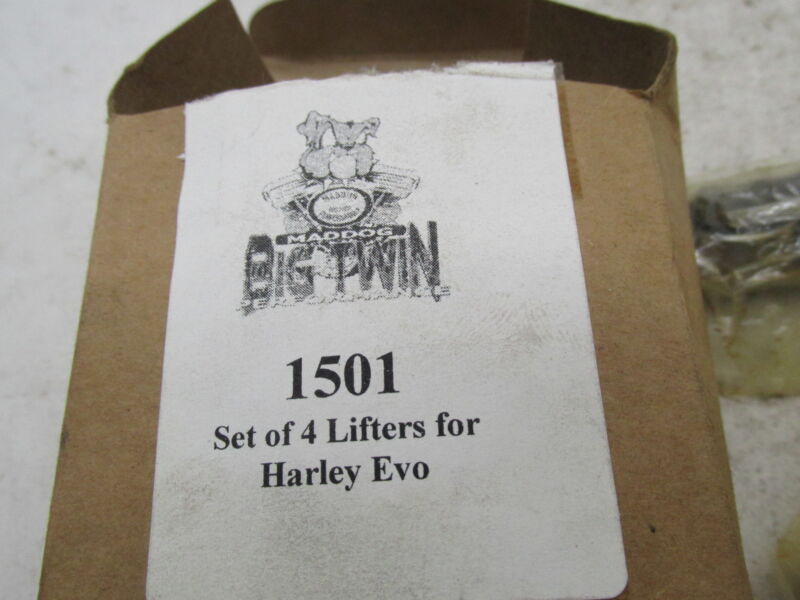 MADDOG
BIG TWIN
1501
Set of 4 Lifters for
Harley Evo